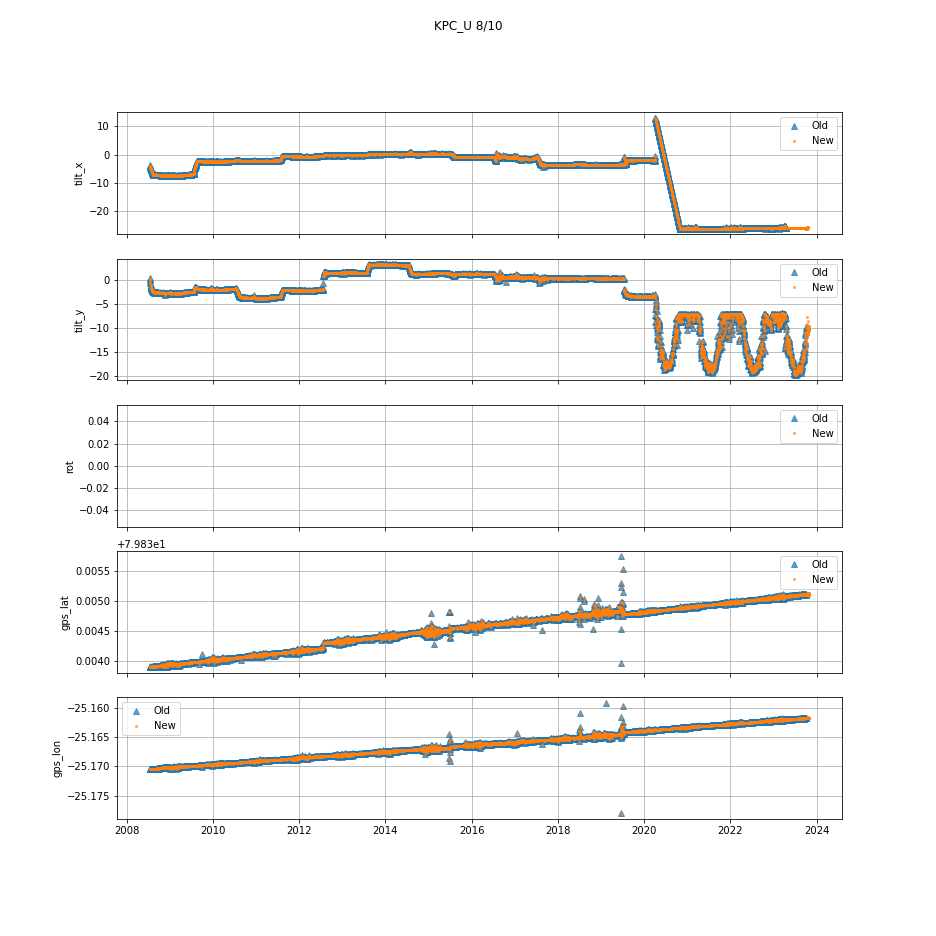 KPC_U 8/10
10
0
−10
−20
tilt_x
Old
New
0
−5
−10
−15
−20
tilt_y
Old
New
0.04
0.02
0.00
−0.02
−0.04
rot
Old
New
+7.983e1
0.0055
0.0050
0.0045
0.0040
gps_lat
Old
New
−25.160
−25.165
−25.170
−25.175
gps_lon
Old
New
2008 2010 2012 2014 2016 2018 2020 2022 2024